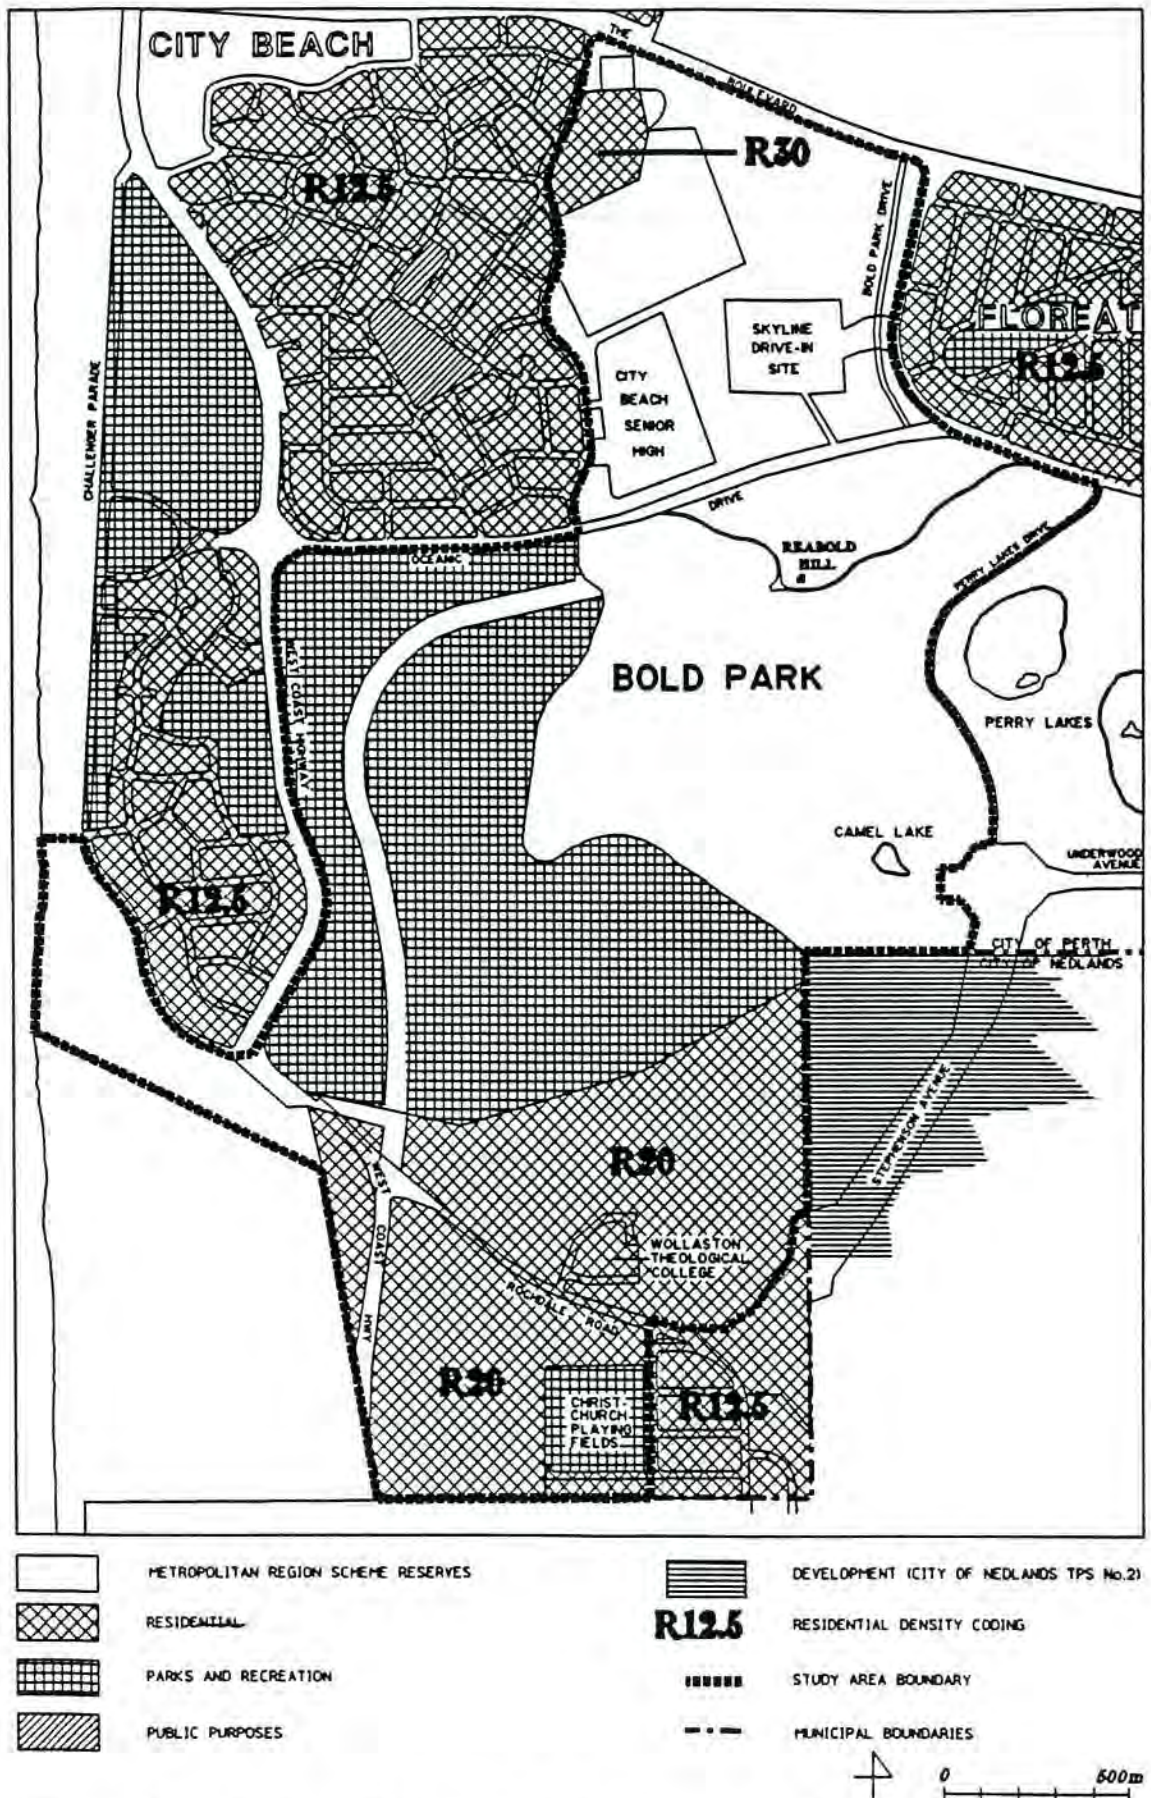 CITY BEACH
THE
BOULEVARD
R30
R12.5
BOLD PARK DRIVE
FLOREAT
R12.5
SKYLINE
DRIVE-IN
SITE
CITY
BEACH
SENIOR
HIGH
CHALLENGER PARADE
DRIVE
OCEANIC
REABOLD
HILL
PERRY LAKES DRIVE
WEST COAST HIGHWAY
BOLD PARK
PERRY LAKES
CAMEL LAKE
UNDERWOOD
AVENUE
R12.5
CITY OF PERTH
CITY OF NEDLANDS
STEPHENSON AVENUE
R20
WEST
COAST
HWY
WOLLASTON
THEOLOGICAL
COLLEGE
ROCHDALE ROAD
R20
CHRIST-
CHURCH
PLAYING
FIELDS
R12.5
METROPOLITAN REGION SCHEME RESERVES
RESIDENTIAL
PARKS AND RECREATION
PUBLIC PURPOSES
DEVELOPMENT (CITY OF NEDLANDS TPS No.2)
R12.5 RESIDENTIAL DENSITY CODING
STUDY AREA BOUNDARY
MUNICIPAL BOUNDARIES
0 500m